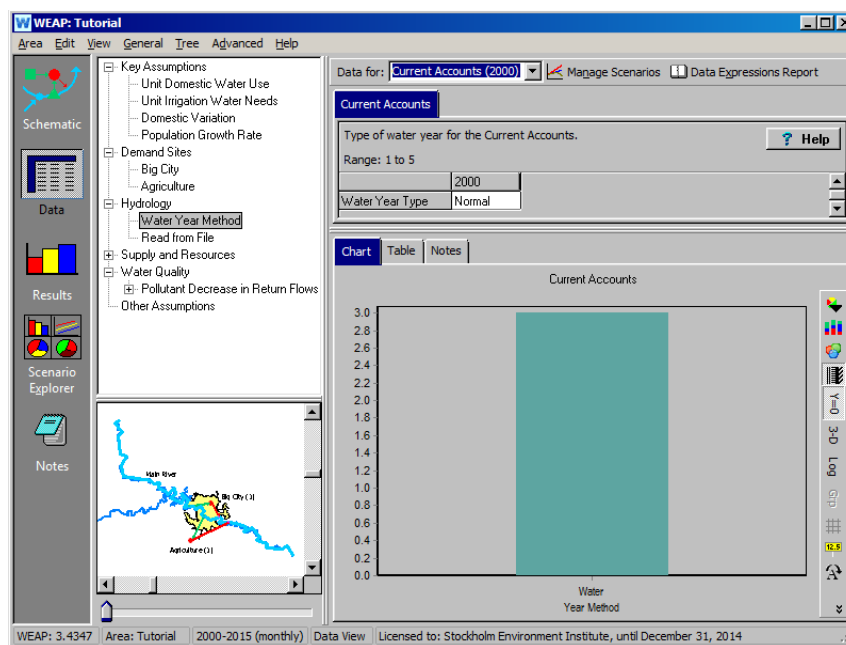 WEAP: Tutorial
Area Edit View General Tree Advanced Help
Schematic
Data
Results
Scenario
Explorer
Notes
Key Assumptions
Unit Domestic Water Use
Unit Irrigation Water Needs
Domestic Variation
Population Growth Rate
Demand Sites
Big City
Agriculture
Hydrology
Water Year Method
Read from File
Supply and Resources
Water Quality
Pollutant Decrease in Return Flows
Other Assumptions
Main River
Big City (1)
Agriculture (1)
Data for: Current Accounts (2000) Manage Scenarios Data Expressions Report
Current Accounts
Type of water year for the Current Accounts.
? Help
Range: 1 to 5
2000
Water Year Type Normal
Chart Table Notes
Current Accounts
3.0
2.8
2.6
2.4
2.2
2.0
1.8
1.6
1.4
1.2
1.0
0.8
0.6
0.4
0.2
0.0
Water
Year Method
Y=0
3-D
Log
Grp
12.5
WEAP: 3.4347 Area: Tutorial 2000-2015 (monthly) Data View Licensed to: Stockholm Environment Institute, until December 31, 2014